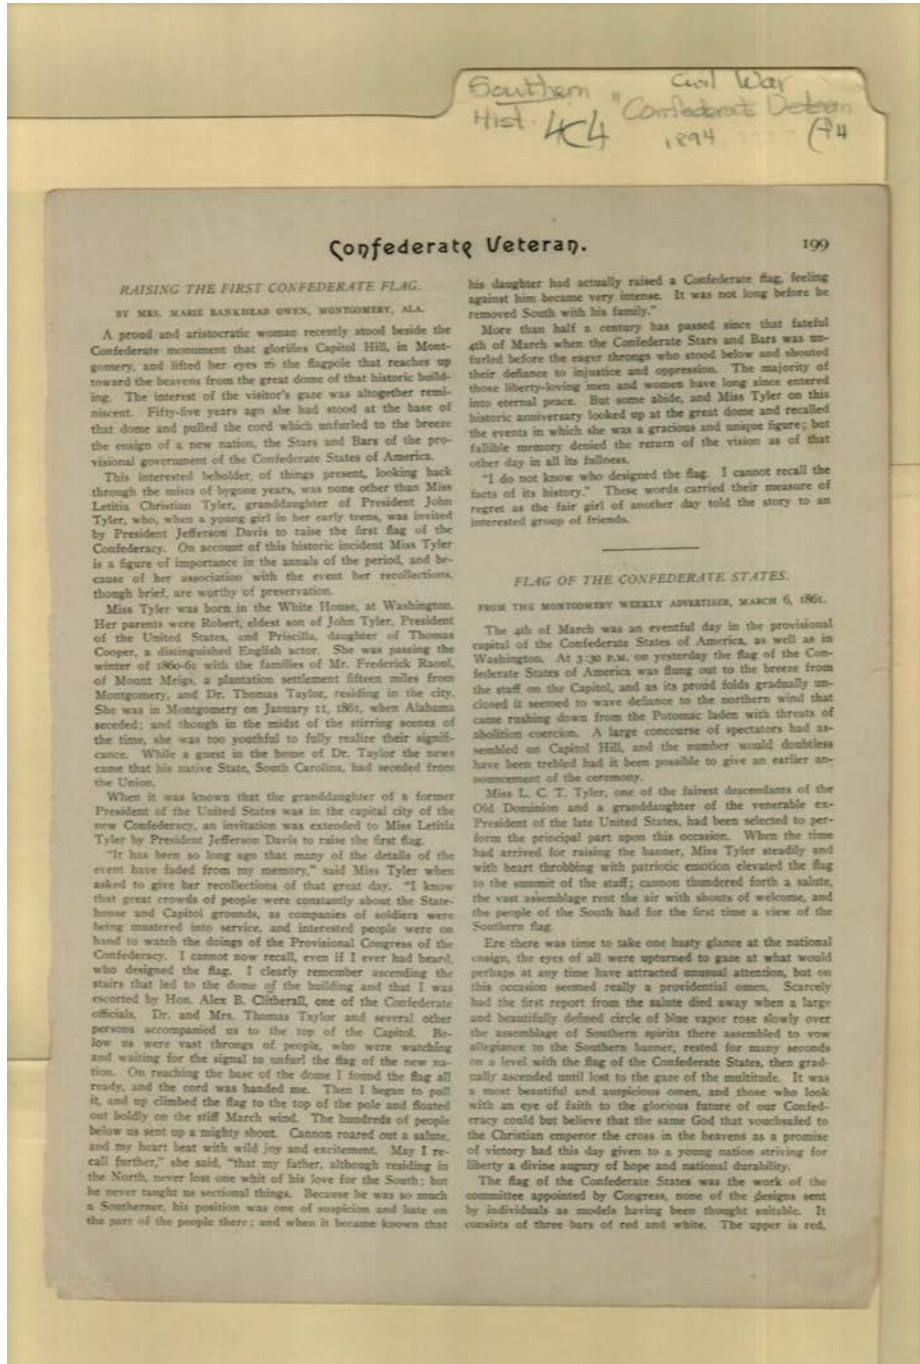 Southern
Hist. 4C4
Civil War
"Confederate
1894
Confederate Veteran.
199
RAISING THE FIRST CONFEDERATE FLAG.
BY MRS. MARIE BANKHEAD OWEN, MONTGOMERY, ALA.
A proud and aristocratic woman recently stood beside the
Confederate monument that glorifies Capitol Hill, in Mont-
gomery, and lifted her eyes to the flagpole that reaches up
toward the heavens from the great dome of that historic build-
ing. The interest of the visitor's gaze was altogether remi-
niscent. Fifty-five years ago she had stood at the base of
that dome and pulled the cord which unfurled to the breeze
the ensign of a new nation, the Stars and Bars of the pro-
visional government of the Confederate States of America.
This interested beholder of things present, looking back
through the mists of bygone years, was none other than Miss
Letitia Christian Tyler, granddaughter of President John
Tyler, who, when a young girl in her early teens, was invited
by President Jefferson Davis to raise the first flag of the
Confederacy. On account of this historic incident Miss Tyler
is a figure of importance in the annals of the period, and be-
cause of her association with the event her recollections,
though brief, are worthy of preservation.
Miss Tyler was born in the White House, at Washington.
Her parents were Robert, eldest son of John Tyler, President
of the United States, and Priscilla, daughter of Thomas
Cooper, a distinguished English actor. She was passing the
winter of 1860-61 with the families of Mr. Frederick Raoul,
of Mount Meigs, a plantation settlement fifteen miles from
Montgomery, and Dr. Thomas Taylor, residing in the city.
She was in Montgomery on January 11, 1861, when Alabama
seceded; and though in the midst of the stirring scenes of
the time, she was too youthful to fully realize their signifi-
cance. While a guest in the home of Dr. Taylor the news
came that his native State, South Carolina, had seceded from
the Union.
When it was known that the granddaughter of a former
President of the United States was in the capital city of the
new Confederacy, an invitation was extended to Miss Letitia
Tyler by President Jefferson Davis to raise the first flag.
"It has been so long ago that many of the details of the
event have faded from my memory," said Miss Tyler when
asked to give her recollections of that great day. "I know
that great crowds of people were constantly about the State-
house and Capitol grounds, as companies of soldiers were
being mustered into service, and interested people were on
hand to watch the doings of the Provisional Congress of the
Confederacy. I cannot now recall, even if I ever had heard,
who designed the flag. I clearly remember ascending the
stairs that led to the dome of the building and that I was
escorted by Hon. Alex B. Clitherall, one of the Confederate
officials. Dr. and Mrs. Thomas Taylor and several other
persons accompanied us to the top of the Capitol. Be-
low us were vast throngs of people, who were watching
and waiting for the signal to unfurl the flag of the new na-
tion. On reaching the base of the dome I found the flag all
ready, and the cord was handed me. Then I began to pull
it, and up climbed the flag to the top of the pole and floated
out boldly on the stiff March wind. The hundreds of people
below us sent up a mighty shout. Cannon roared out a salute,
and my heart beat with wild joy and excitement. May I re-
call further," she said, "that my father, although residing in
the North, never lost one whit of his love for the South; but
he never taught us sectional things. Because he was so much
a Southerner, his position was one of suspicion and hate on
the part of the people there; and when it became known that
his daughter had actually raised a Confederate flag, feeling
against him became very intense. It was not long before he
removed South with his family."
More than half a century has passed since that fateful
4th of March when the Confederate Stars and Bars was un-
furled before the eager throngs who stood below and shouted
their defiance to injustice and oppression. The majority of
those liberty-loving men and women have long since entered
into eternal peace. But some abide, and Miss Tyler on this
historic anniversary looked up at the great dome and recalled
the events in which she was a gracious and unique figure; but
fallible memory denied the return of the vision as of that
other day in all its fullness.
"I do not know who designed the flag. I cannot recall the
facts of its history." These words carried their measure of
regret as the fair girl of another day told the story to an
interested group of friends.
FLAG OF THE CONFEDERATE STATES.
FROM THE MONTGOMERY WEEKLY ADVERTISER, MARCH 6, 1861.
The 4th of March was an eventful day in the provisional
capital of the Confederate States of America, as well as in
Washington. At 3:30 P.M. on yesterday the flag of the Con-
federate States of America was flung out to the breeze from
the staff on the Capitol, and as its proud folds gradually un-
closed it seemed to wave defiance to the northern wind that
came rushing down from the Potomac laden with threats of
abolition coercion. A large concourse of spectators had as-
sembled on Capitol Hill, and the number would doubtless
have been trebled had it been possible to give an earlier an-
nouncement of the ceremony.
Miss L. C. T. Tyler, one of the fairest descendants of the
Old Dominion and a granddaughter of the venerable ex-
President of the late United States, had been selected to per-
form the principal part upon this occasion. When the time
had arrived for raising the banner, Miss Tyler steadily and
with heart throbbing with patriotic emotion elevated the flag
to the summit of the staff; cannon thundered forth a salute,
the vast assemblage rent the air with shouts of welcome, and
the people of the South had for the first time a view of the
Southern flag.
Ere there was time to take one hasty glance at the national
ensign, the eyes of all were upturned to gaze at what would
perhaps at any time have attracted unusual attention, but on
this occasion seemed really a providential omen. Scarcely
had the first report from the salute died away when a large
and beautifully defined circle of blue vapor rose slowly over
the assemblage of Southern spirits there assembled to vow
allegiance to the Southern banner, rested for many seconds
on a level with the flag of the Confederate States, then grad-
ually ascended until lost to the gaze of the multitude. It was
a most beautiful and auspicious omen, and those who look
with an eye of faith to the glorious future of our Confed-
eracy could but believe that the same God that vouchsafed to
the Christian emperor the cross in the heavens as a promise
of victory had this day given to a young nation striving for
liberty a divine augury of hope and national durability.
The flag of the Confederate States was the work of the
committee appointed by Congress, none of the designs sent
by individuals as models having been thought suitable. It
consists of three bars of red and white. The upper is red,